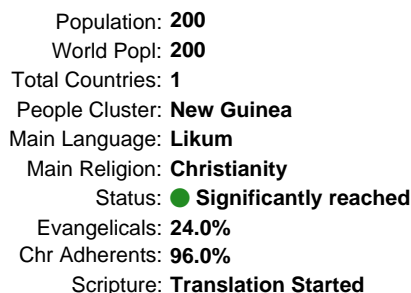 Population: 200
World Popl: 200
Total Countries: 1
People Cluster: New Guinea
Main Language: Likum
Main Religion: Christianity
Status: Significantly reached
Evangelicals: 24.0%
Chr Adherents: 96.0%
Scripture: Translation Started